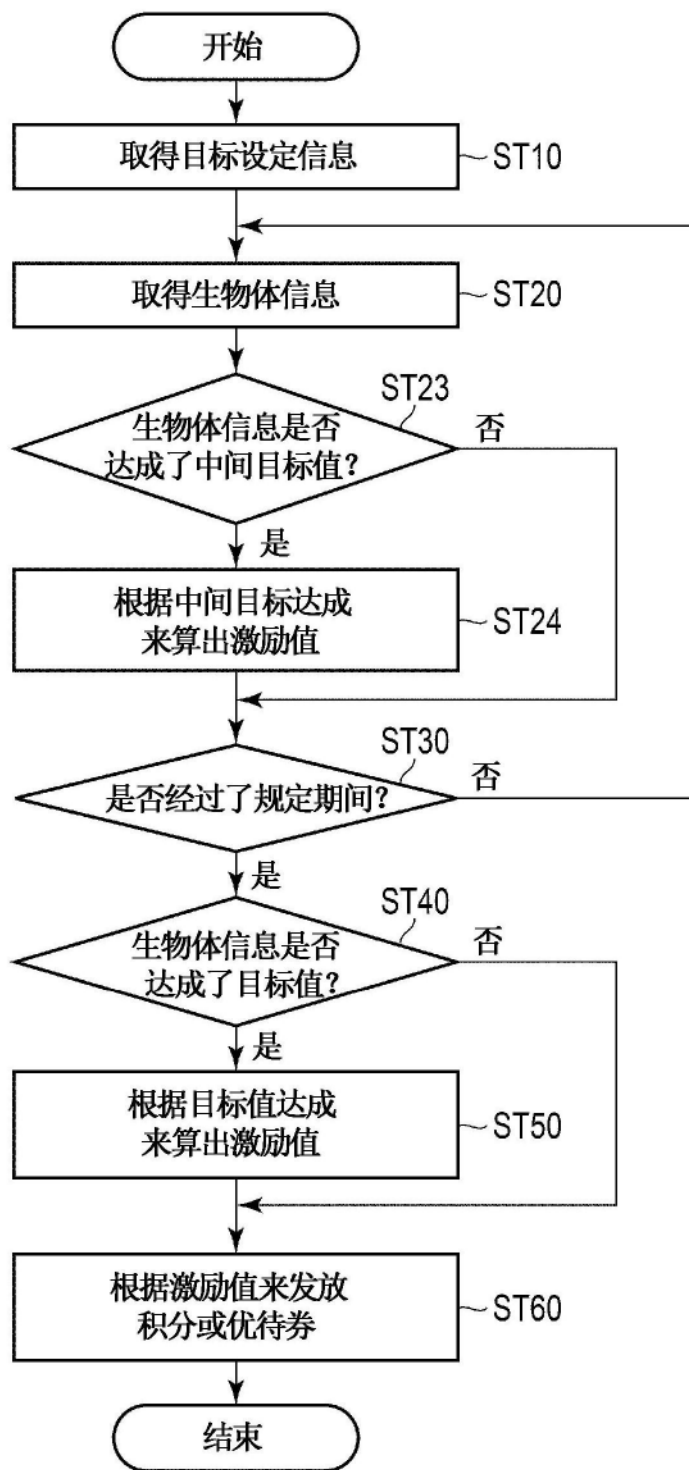 开始
取得目标设定信息
ST10
取得生物体信息
ST20
ST23
生物体信息是否
达成了中间目标值?
否
是
根据中间目标达成
来算出激励值
ST24
ST30
是否经过了规定期间?
否
是
ST40
生物体信息是否
达成了目标值?
否
是
根据目标值达成
来算出激励值
ST50
根据激励值来发放
积分或优待券
ST60
结束